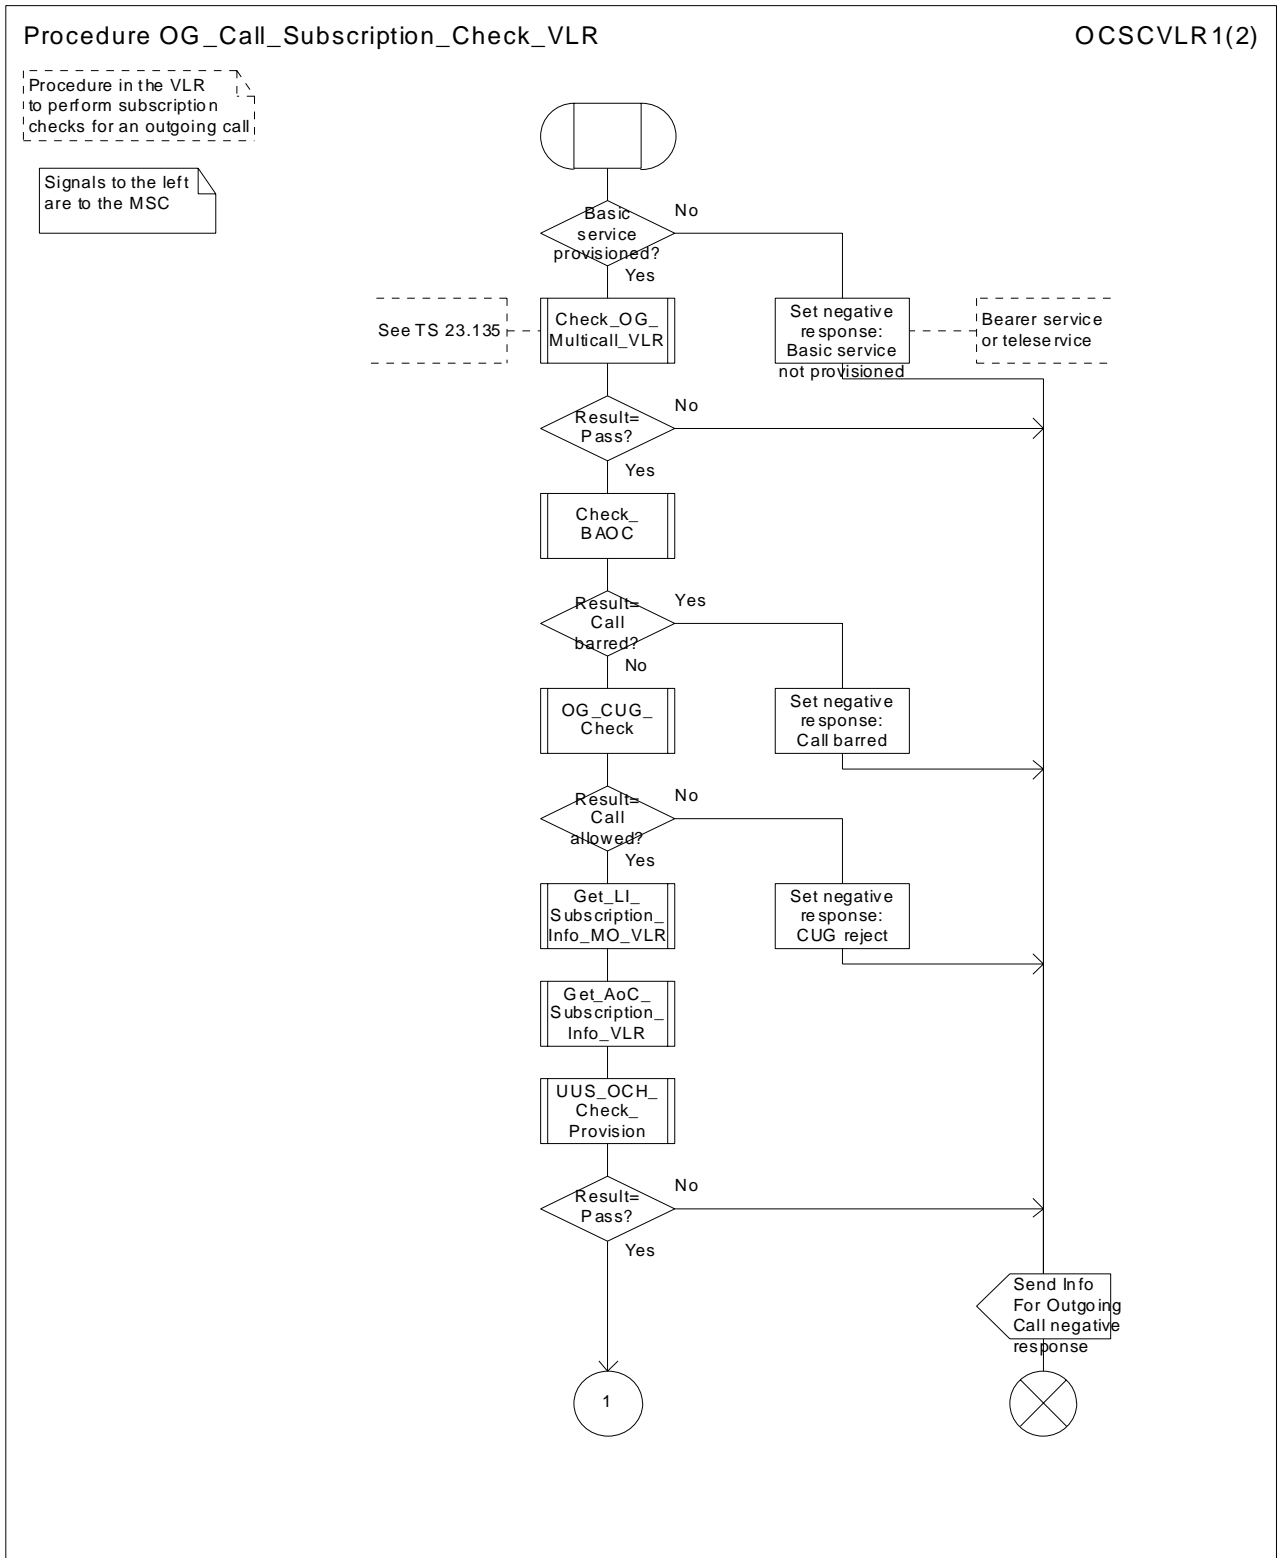 Procedure OG_Call_Subscription_Check_VLR
OCSCVLR1(2)
Procedure in the VLR
to perform subscription
checks for an outgoing call
Signals to the left
are to the MSC
Basic
service
provisioned?
No
Yes
See TS 23.135
Check_OG_
Multicall_VLR
Set negative
response:
Basic service
not provisioned
Bearer service
or teleservice
Result=
Pass?
No
Yes
Check_
BAOC
Result=
Call
barred?
Yes
No
OG_CUG_
Check
Set negative
response:
Call barred
Result=
Call
allowed?
No
Yes
Get_LI_
Subscription_
Info_MO_VLR
Set negative
response:
CUG reject
Get_AoC_
Subscription_
Info_VLR
UUS_OCH_
Check_
Provision
Result=
Pass?
No
Yes
Send Info
For Outgoing
Call negative
response
1